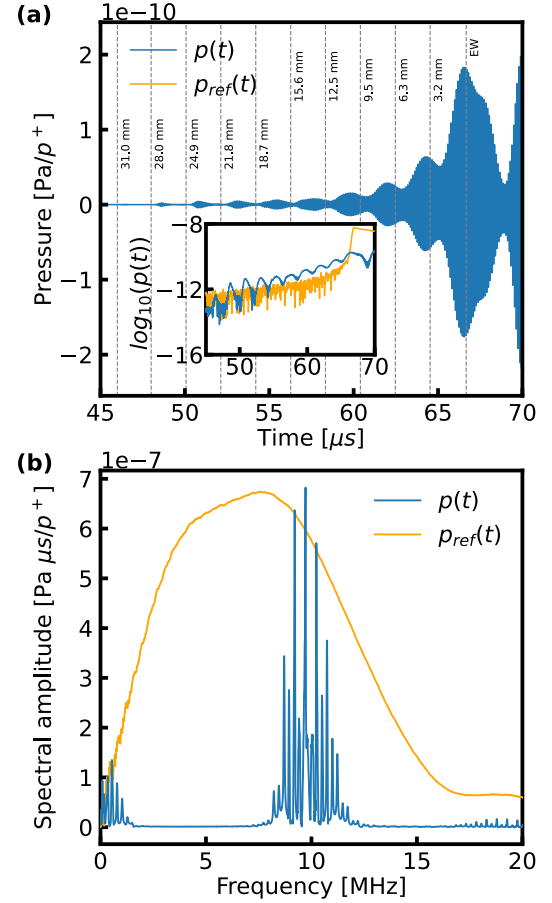 (a)
1e−10
2
1
0
−1
−2
Pressure [Pa/p⁺]
p(t)
p_ref(t)
31.0 mm
28.0 mm
24.9 mm
21.8 mm
18.7 mm
15.6 mm
12.5 mm
9.5 mm
6.3 mm
3.2 mm
EW
−8
−12
−16
log₁₀(p(t))
50
60
70
45 50 55 60 65 70
Time [μs]
(b)
1e−7
7
6
5
4
3
2
1
0
Spectral amplitude [Pa μs/p⁺]
p(t)
p_ref(t)
0 5 10 15 20
Frequency [MHz]